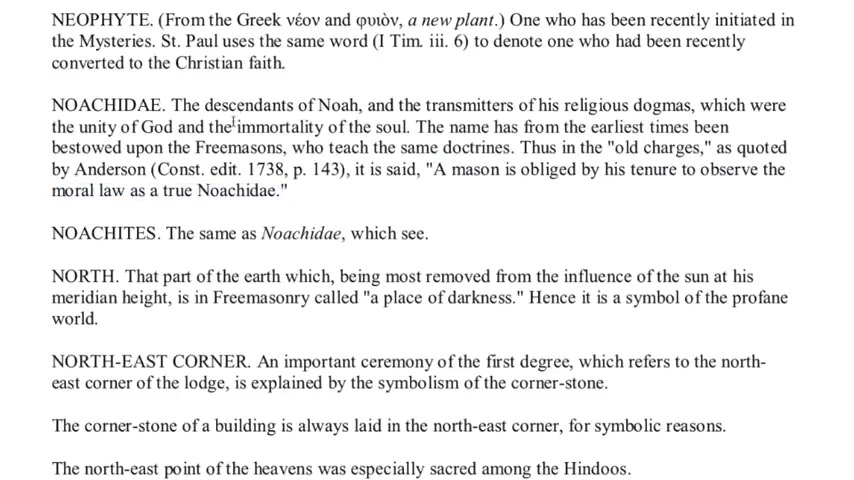 NEOPHYTE. (From the Greek νέον and φυιὸν, a new plant.) One who has been recently initiated in
the Mysteries. St. Paul uses the same word (I Tim. iii. 6) to denote one who had been recently
converted to the Christian faith.
NOACHIDAE. The descendants of Noah, and the transmitters of his religious dogmas, which were
the unity of God and the immortality of the soul. The name has from the earliest times been
bestowed upon the Freemasons, who teach the same doctrines. Thus in the "old charges," as quoted
by Anderson (Const. edit. 1738, p. 143), it is said, "A mason is obliged by his tenure to observe the
moral law as a true Noachidae."
NOACHITES. The same as Noachidae, which see.
NORTH. That part of the earth which, being most removed from the influence of the sun at his
meridian height, is in Freemasonry called "a place of darkness." Hence it is a symbol of the profane
world.
NORTH-EAST CORNER. An important ceremony of the first degree, which refers to the north-
east corner of the lodge, is explained by the symbolism of the corner-stone.
The corner-stone of a building is always laid in the north-east corner, for symbolic reasons.
The north-east point of the heavens was especially sacred among the Hindoos.